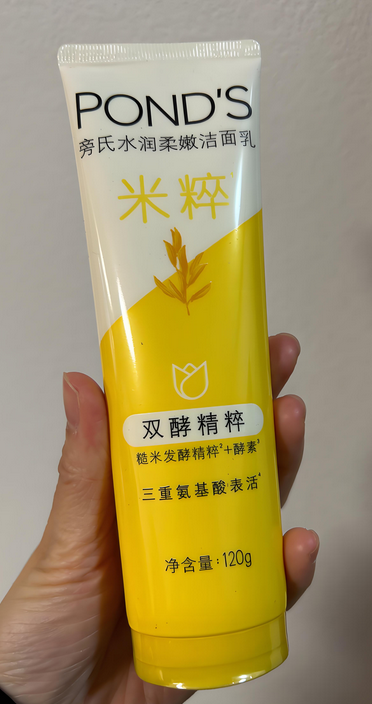 POND'S
旁氏水润柔嫩洁面乳
米粹
双酵精粹
糙米发酵精粹²+酵素³
三重氨基酸表活⁴
净含量:120g